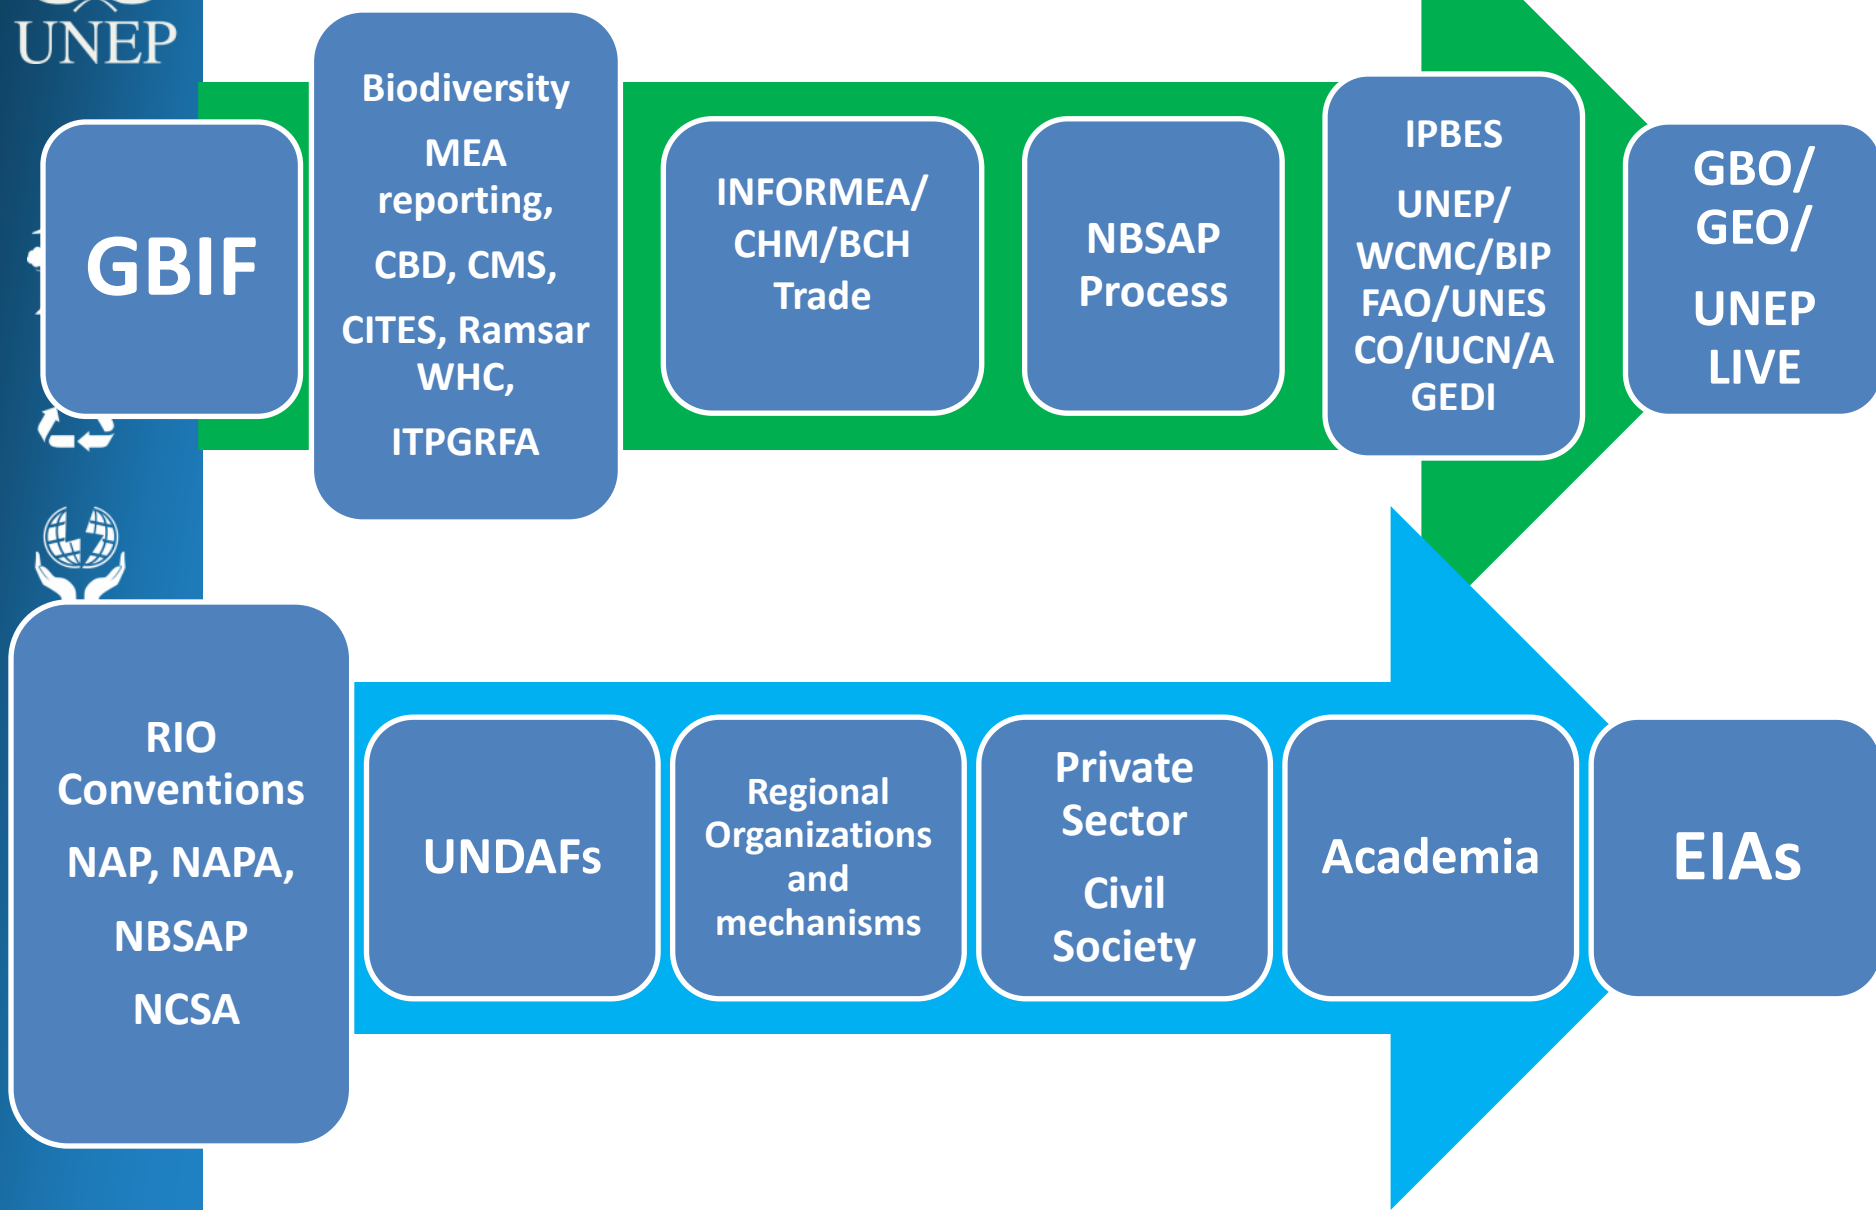 UNEP
GBIF
Biodiversity
MEA
reporting,
CBD, CMS,
CITES, Ramsar
WHC,
ITPGRFA
INFORMEA/
CHM/BCH
Trade
NBSAP
Process
IPBES
UNEP/
WCMC/BIP
FAO/UNES
CO/IUCN/A
GEDI
GBO/
GEO/
UNEP
LIVE
RIO
Conventions
NAP, NAPA,
NBSAP
NCSA
UNDAFs
Regional
Organizations
and
mechanisms
Private
Sector
Civil
Society
Academia
EIAs